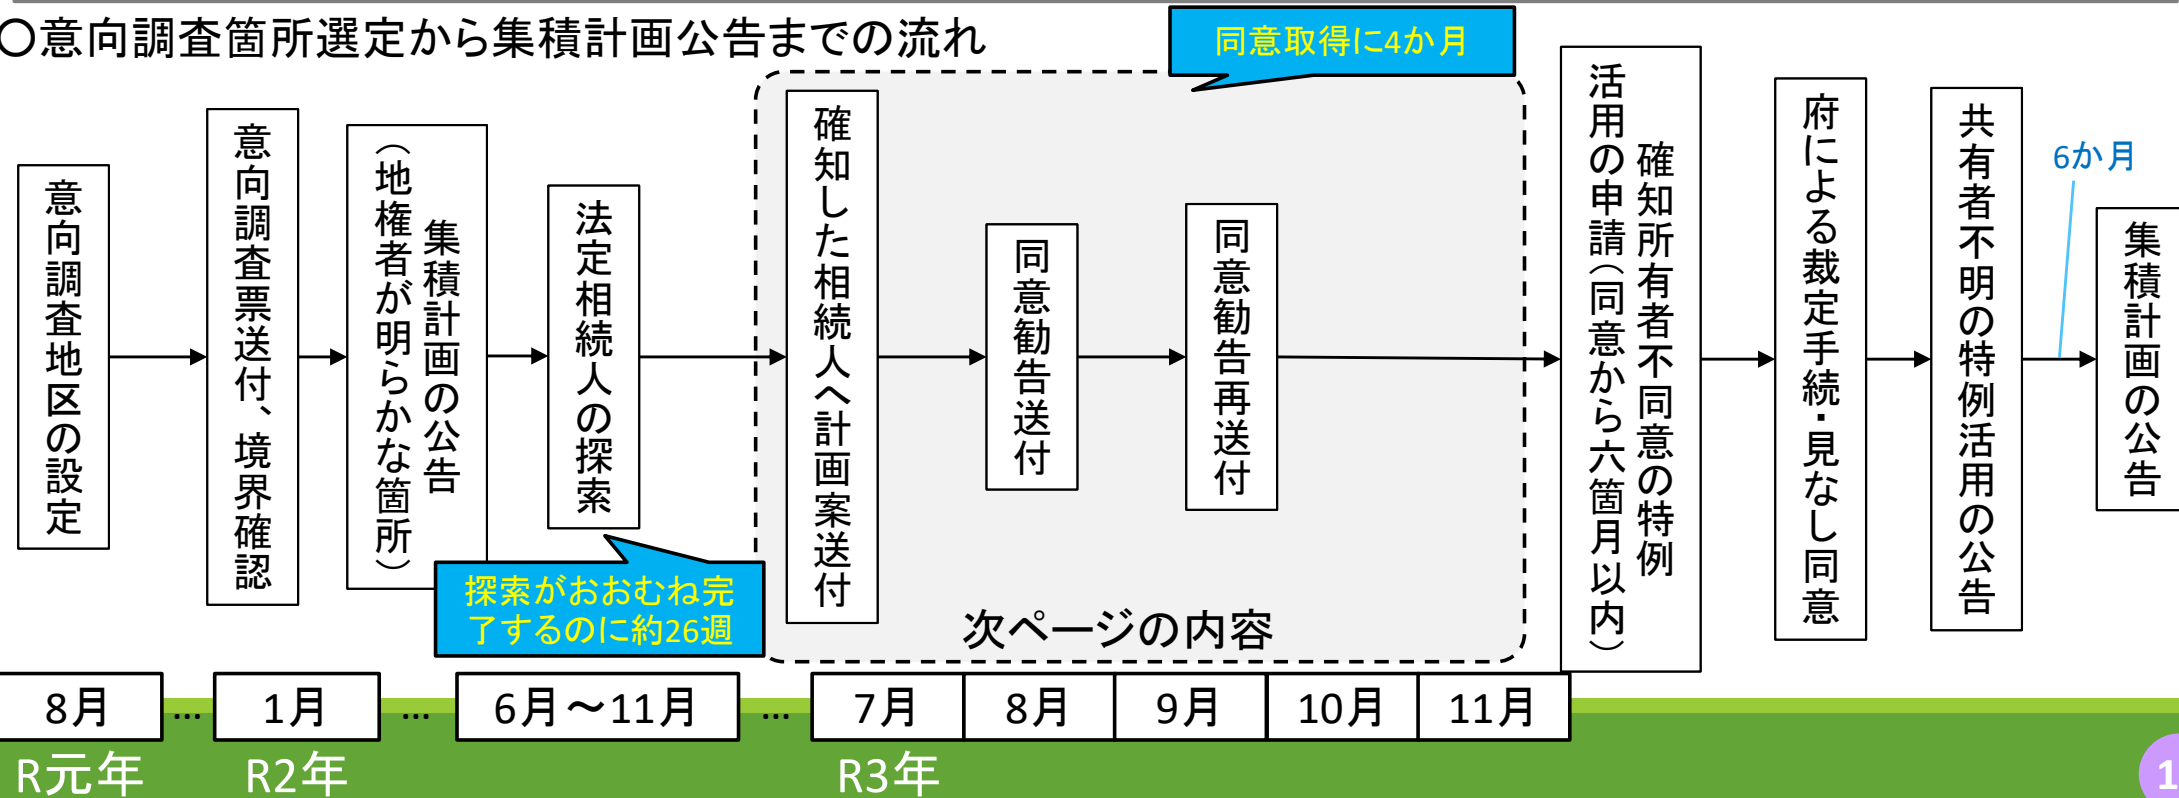 〇意向調査箇所選定から集積計画公告までの流れ
同意取得に4か月
意向調査地区の設定
意向調査票送付、境界確認
集積計画の公告
（地権者が明らかな箇所）
法定相続人の探索
探索がおおむね完
了するのに約26週
確知した相続人へ計画案送付
同意勧告送付
同意勧告再送付
次ページの内容
確知所有者不同意の特例
活用の申請（同意から六箇月以内）
府による裁定手続・見なし同意
共有者不明の特例活用の公告
6か月
集積計画の公告
8月
…
1月
…
6月～11月
…
7月
8月
9月
10月
11月
R元年
R2年
R3年
1